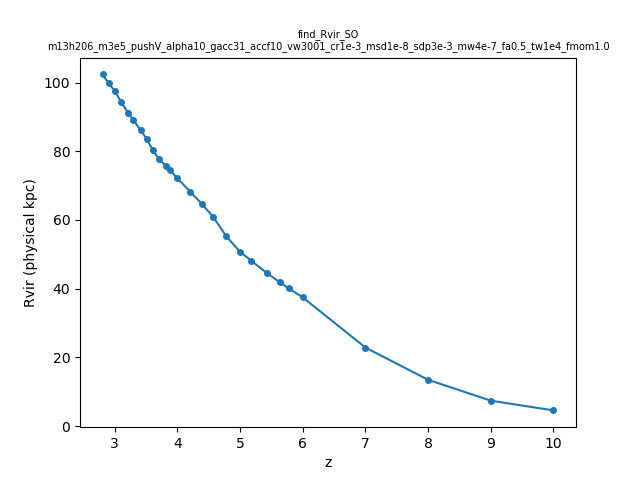 find_Rvir_SO
m13h206_m3e5_pushV_alpha10_gacc31_accf10_vw3001_cr1e-3_msd1e-8_sdp3e-3_mw4e-7_fa0.5_tw1e4_fmom1.0
100
80
60
40
20
0
Rvir (physical kpc)
3 4 5 6 7 8 9 10
z